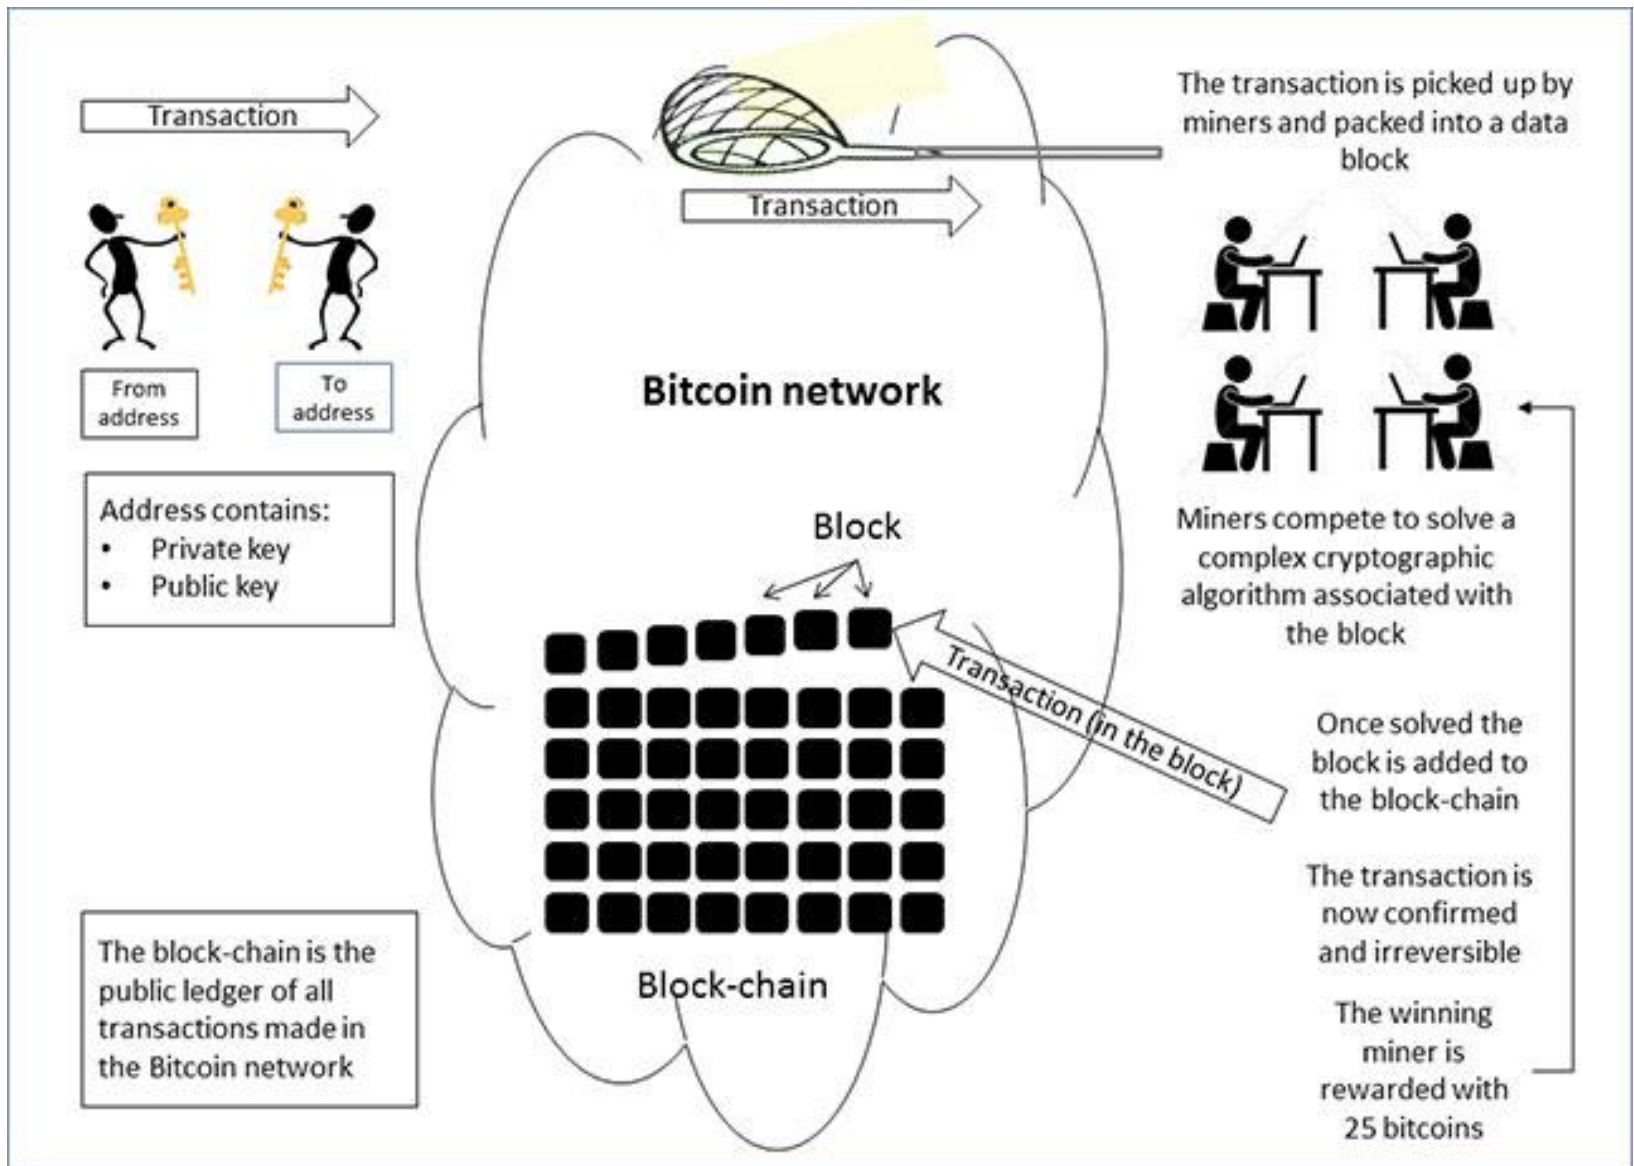 Transaction
From
address
To
address
Address contains:
• Private key
• Public key
The block-chain is the
public ledger of all
transactions made in
the Bitcoin network
Transaction
Bitcoin network
Block
Transaction (in the block)
Block-chain
The transaction is picked up by
miners and packed into a data
block
Miners compete to solve a
complex cryptographic
algorithm associated with
the block
Once solved the
block is added to
the block-chain
The transaction is
now confirmed
and irreversible
The winning
miner is
rewarded with
25 bitcoins